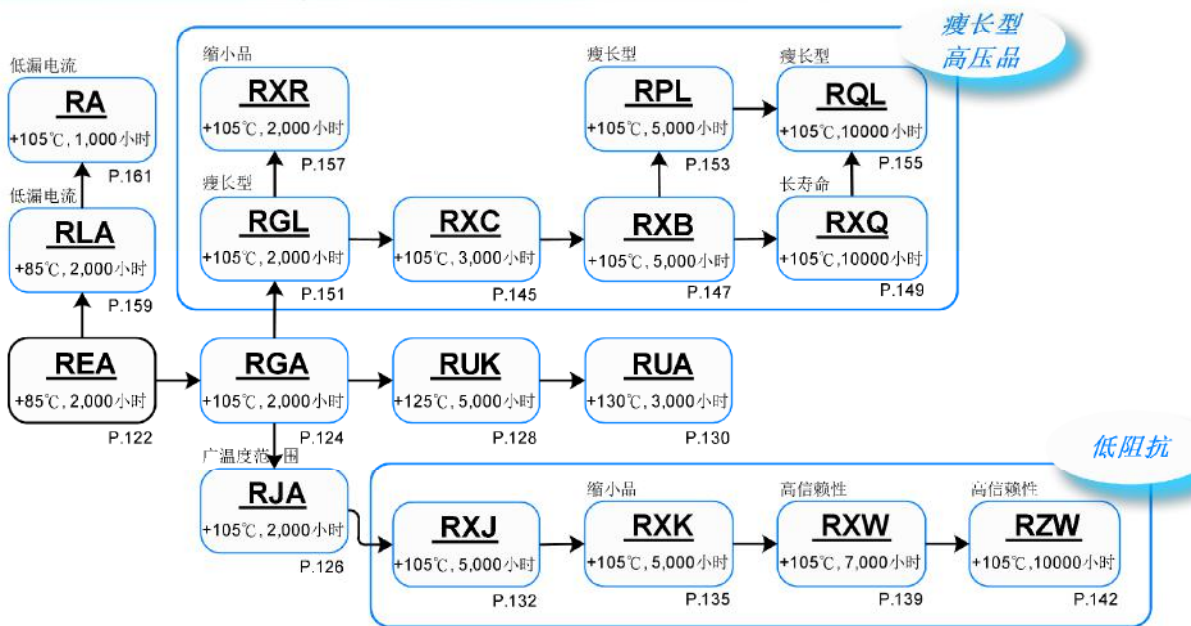 瘦长型
高压品
低漏电流
RA
+105℃, 1,000小时
P.161
低漏电流
RLA
+85℃, 2,000小时
P.159
REA
+85℃, 2,000小时
P.122
缩小品
RXR
+105℃, 2,000小时
P.157
瘦长型
RGL
+105℃, 2,000小时
P.151
RXC
+105℃, 3,000小时
P.145
瘦长型
RPL
+105℃, 5,000小时
P.153
RXB
+105℃, 5,000小时
P.147
瘦长型
RQL
+105℃,10000小时
P.155
长寿命
RXQ
+105℃,10000小时
P.149
RGA
+105℃, 2,000小时
P.124
RUK
+125℃, 5,000小时
P.128
RUA
+130℃, 3,000小时
P.130
广温度范围
RJA
+105℃, 2,000小时
P.126
低阻抗
RXJ
+105℃, 5,000小时
P.132
缩小品
RXK
+105℃, 5,000小时
P.135
高信赖性
RXW
+105℃, 7,000小时
P.139
高信赖性
RZW
+105℃, 10000小时
P.142